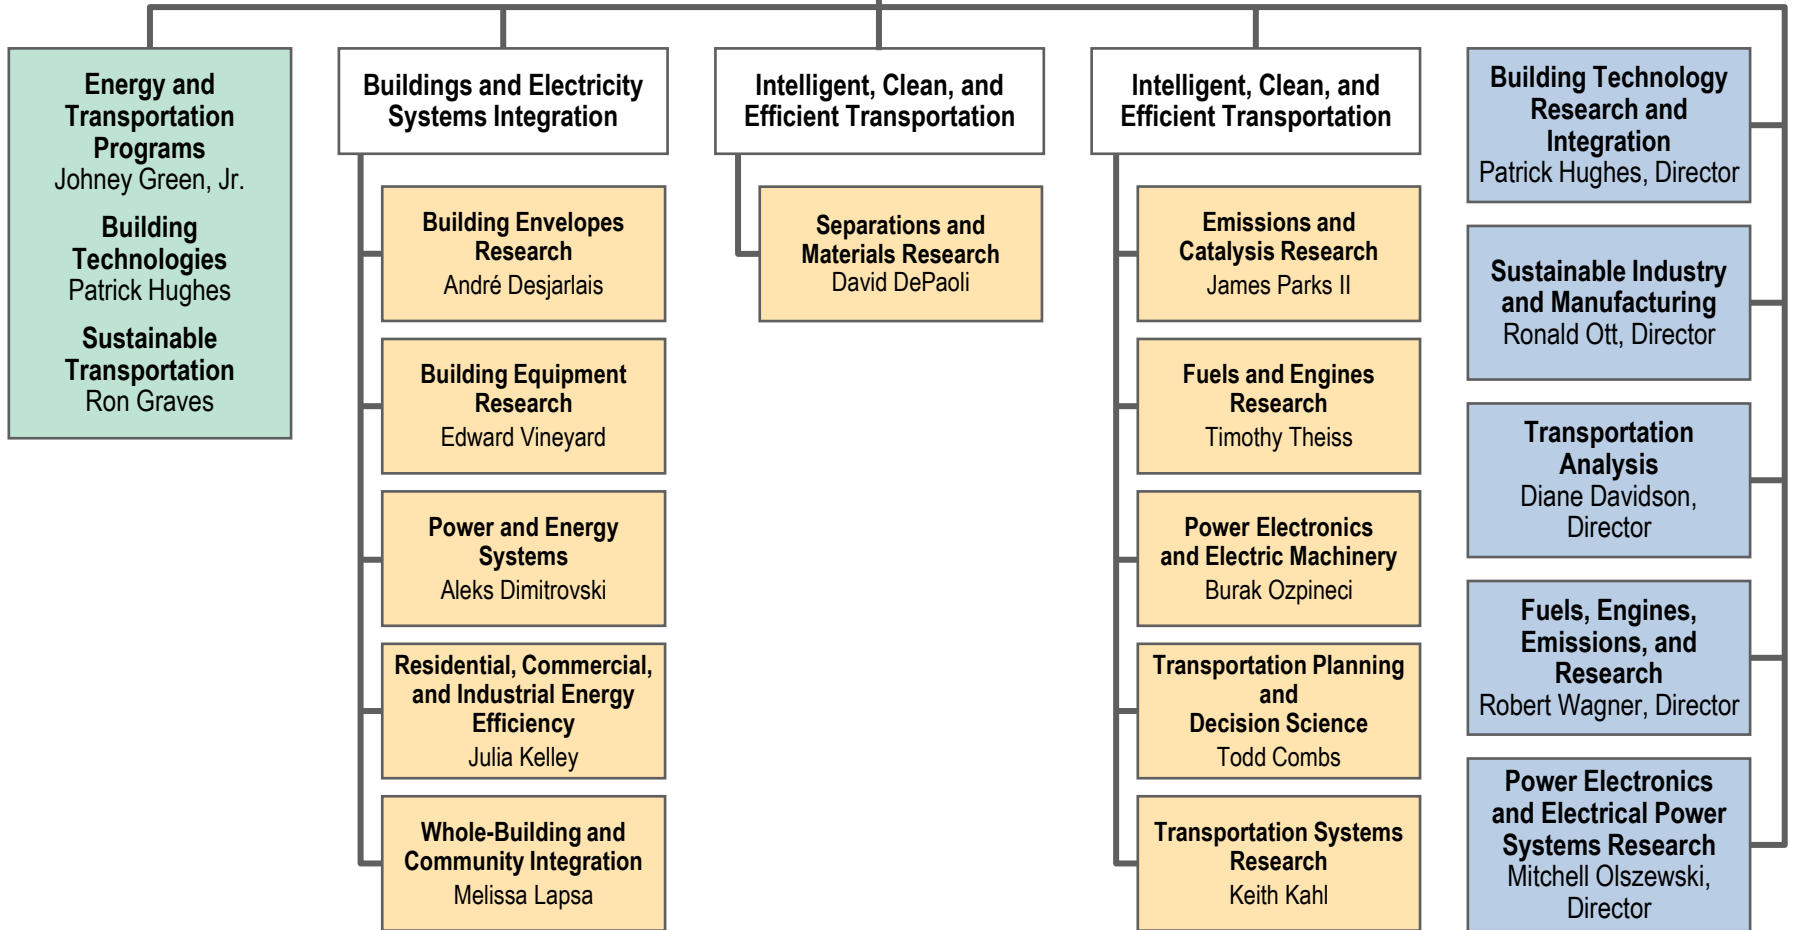 Energy and
Transportation
Programs
Johney Green, Jr.
Building
Technologies
Patrick Hughes
Sustainable
Transportation
Ron Graves
Buildings and Electricity
Systems Integration
Building Envelopes
Research
André Desjarlais
Building Equipment
Research
Edward Vineyard
Power and Energy
Systems
Aleks Dimitrovski
Residential, Commercial,
and Industrial Energy
Efficiency
Julia Kelley
Whole-Building and
Community Integration
Melissa Lapsa
Intelligent, Clean, and
Efficient Transportation
Separations and
Materials Research
David DePaoli
Intelligent, Clean, and
Efficient Transportation
Emissions and
Catalysis Research
James Parks II
Fuels and Engines
Research
Timothy Theiss
Power Electronics
and Electric Machinery
Burak Ozpineci
Transportation Planning
and
Decision Science
Todd Combs
Transportation Systems
Research
Keith Kahl
Building Technology
Research and
Integration
Patrick Hughes, Director
Sustainable Industry
and Manufacturing
Ronald Ott, Director
Transportation
Analysis
Diane Davidson,
Director
Fuels, Engines,
Emissions, and
Research
Robert Wagner, Director
Power Electronics
and Electrical Power
Systems Research
Mitchell Olszewski,
Director